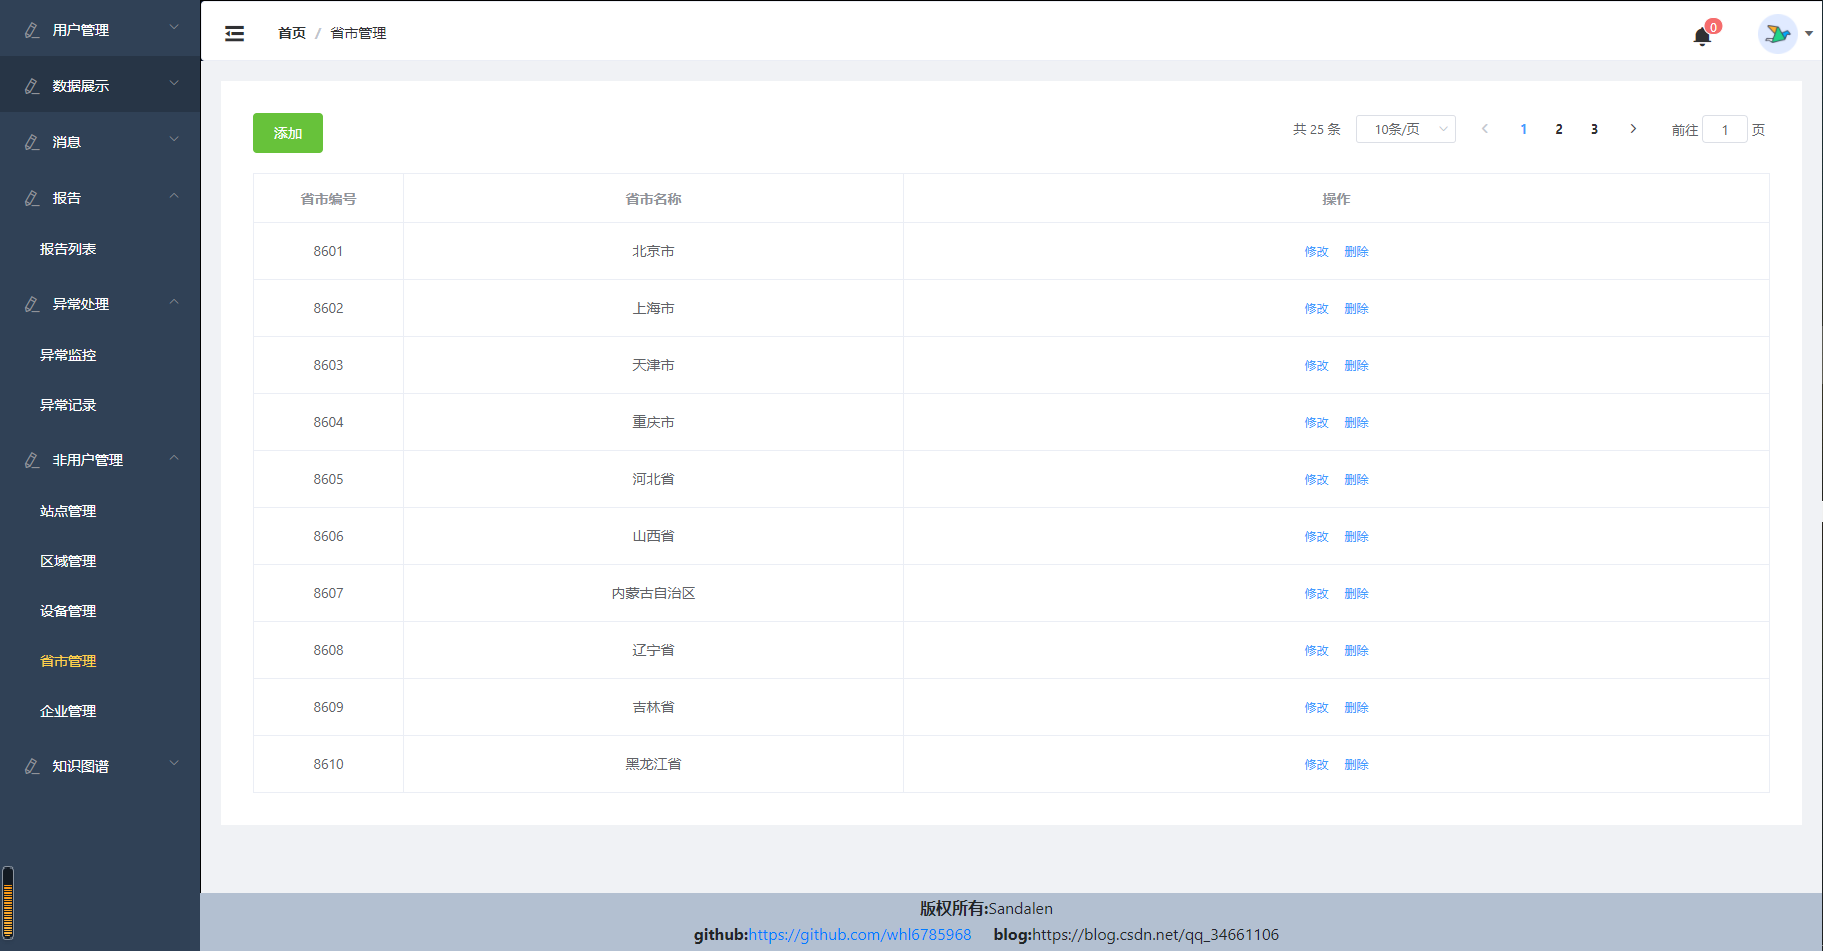 用户管理
数据展示
消息
报告
报告列表
异常处理
异常监控
异常记录
非用户管理
站点管理
区域管理
设备管理
省市管理
企业管理
知识图谱
首页 / 省市管理
0
添加
共 25 条 10条/页 1 2 3 前往 1 页
省市编号 省市名称 操作
8601 北京市 修改 删除
8602 上海市 修改 删除
8603 天津市 修改 删除
8604 重庆市 修改 删除
8605 河北省 修改 删除
8606 山西省 修改 删除
8607 内蒙古自治区 修改 删除
8608 辽宁省 修改 删除
8609 吉林省 修改 删除
8610 黑龙江省 修改 删除
版权所有:Sandalen
github:https://github.com/whl6785968 blog:https://blog.csdn.net/qq_34661106